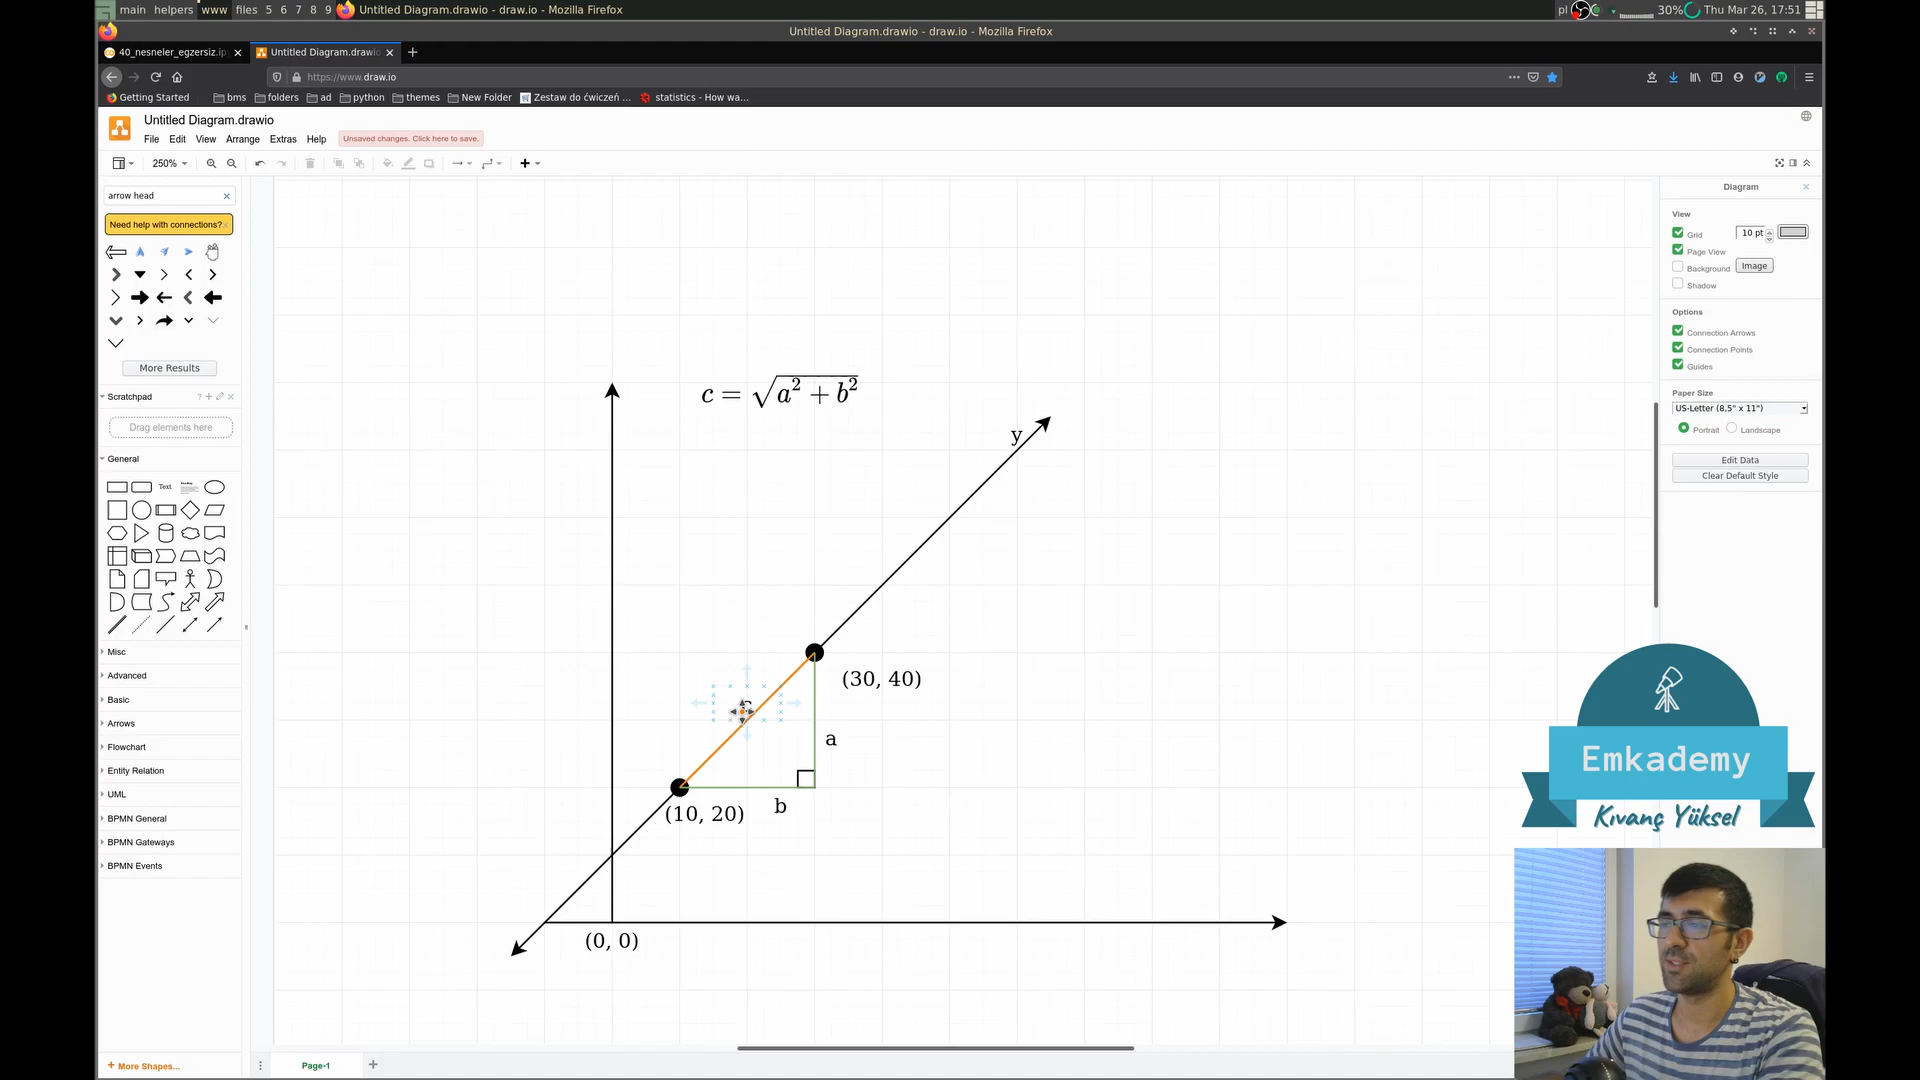 main helpers www files 5 6 7 8 9 Untitled Diagram.drawio - draw.io - Mozilla Firefox
pl 30% Thu Mar 26, 17:51
Untitled Diagram.drawio - draw.io - Mozilla Firefox
40_nesneler_egzersiz.ip
Untitled Diagram.drawio
https://www.draw.io
Getting Started bms folders ad python themes New Folder Zestaw do ćwiczeń ... statistics - How wa...
Untitled Diagram.drawio
File Edit View Arrange Extras Help Unsaved changes. Click here to save.
250%
arrow head
Need help with connections?
More Results
Scratchpad
Drag elements here
General
Text
Misc
Advanced
Basic
Arrows
Flowchart
Entity Relation
UML
BPMN General
BPMN Gateways
BPMN Events
+ More Shapes...
Page-1
c = √a² + b²
y
(30, 40)
a
b
(10, 20)
(0, 0)
Diagram
View
Grid 10 pt
Page View
Background Image
Shadow
Options
Connection Arrows
Connection Points
Guides
Paper Size
US-Letter (8,5" x 11")
Portrait Landscape
Edit Data
Clear Default Style
Emkademy
Kıvanç Yüksel